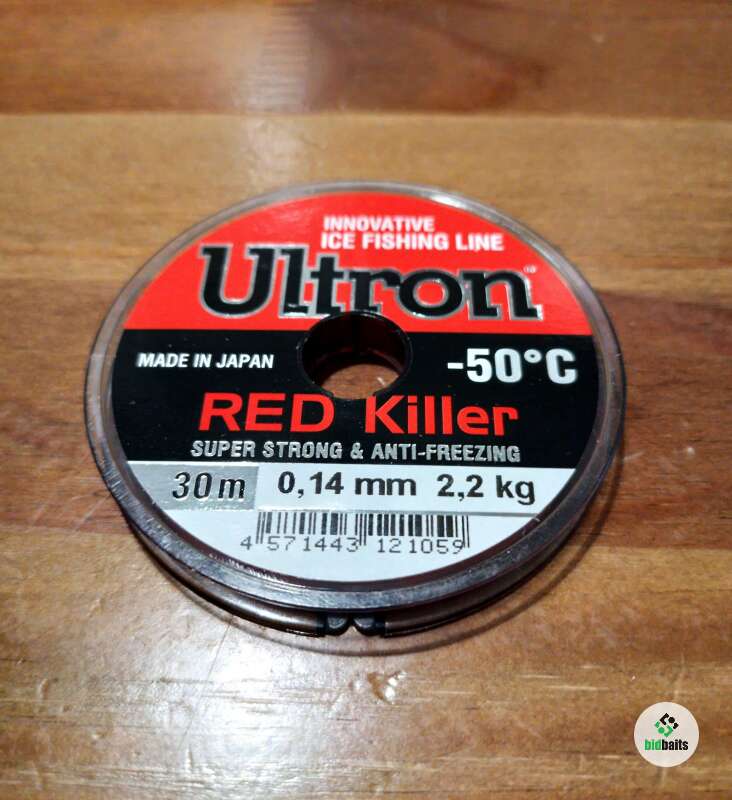 INNOVATIVE
ICE FISHING LINE
Ultron
MADE IN JAPAN
-50°C
RED Killer
SUPER STRONG & ANTI-FREEZING
30 m 0,14 mm 2,2 kg
4 571443 121059
bidbaits